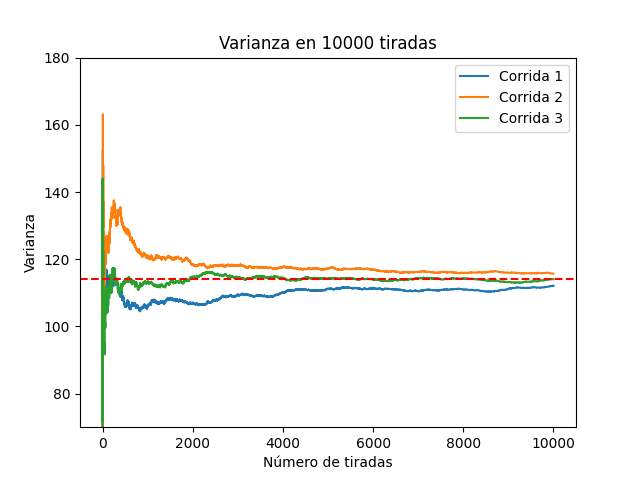 Varianza en 10000 tiradas
Corrida 1
Corrida 2
Corrida 3
Varianza
180
160
140
120
100
80
0
2000
4000
6000
8000
10000
Número de tiradas